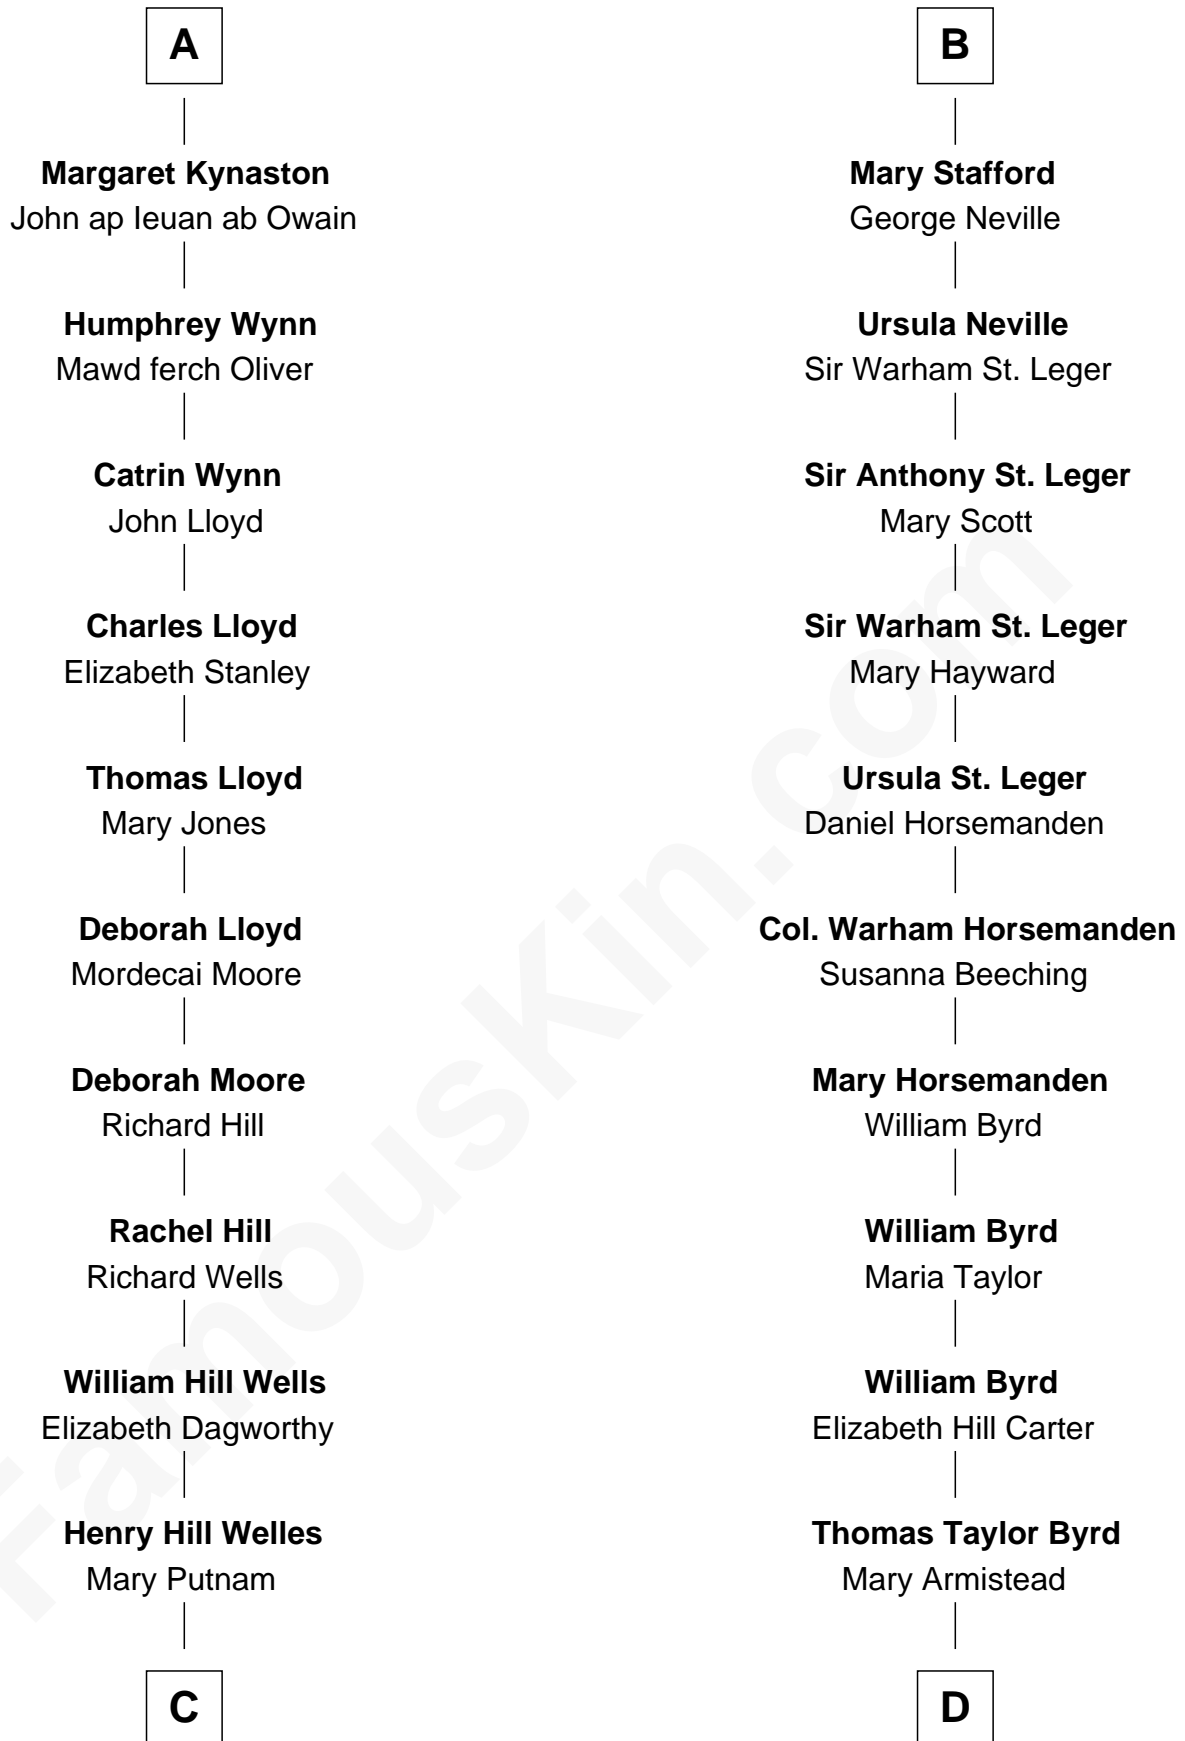 A
Margaret Kynaston
John ap Ieuan ab Owain
Humphrey Wynn
Mawd ferch Oliver
Catrin Wynn
John Lloyd
Charles Lloyd
Elizabeth Stanley
Thomas Lloyd
Mary Jones
Deborah Lloyd
Mordecai Moore
Deborah Moore
Richard Hill
Rachel Hill
Richard Wells
William Hill Wells
Elizabeth Dagworthy
Henry Hill Welles
Mary Putnam
C
B
Mary Stafford
George Neville
Ursula Neville
Sir Warham St. Leger
Sir Anthony St. Leger
Mary Scott
Sir Warham St. Leger
Mary Hayward
Ursula St. Leger
Daniel Horsemanden
Col. Warham Horsemanden
Susanna Beeching
Mary Horsemanden
William Byrd
William Byrd
Maria Taylor
William Byrd
Elizabeth Hill Carter
Thomas Taylor Byrd
Mary Armistead
D
FamousKin.com